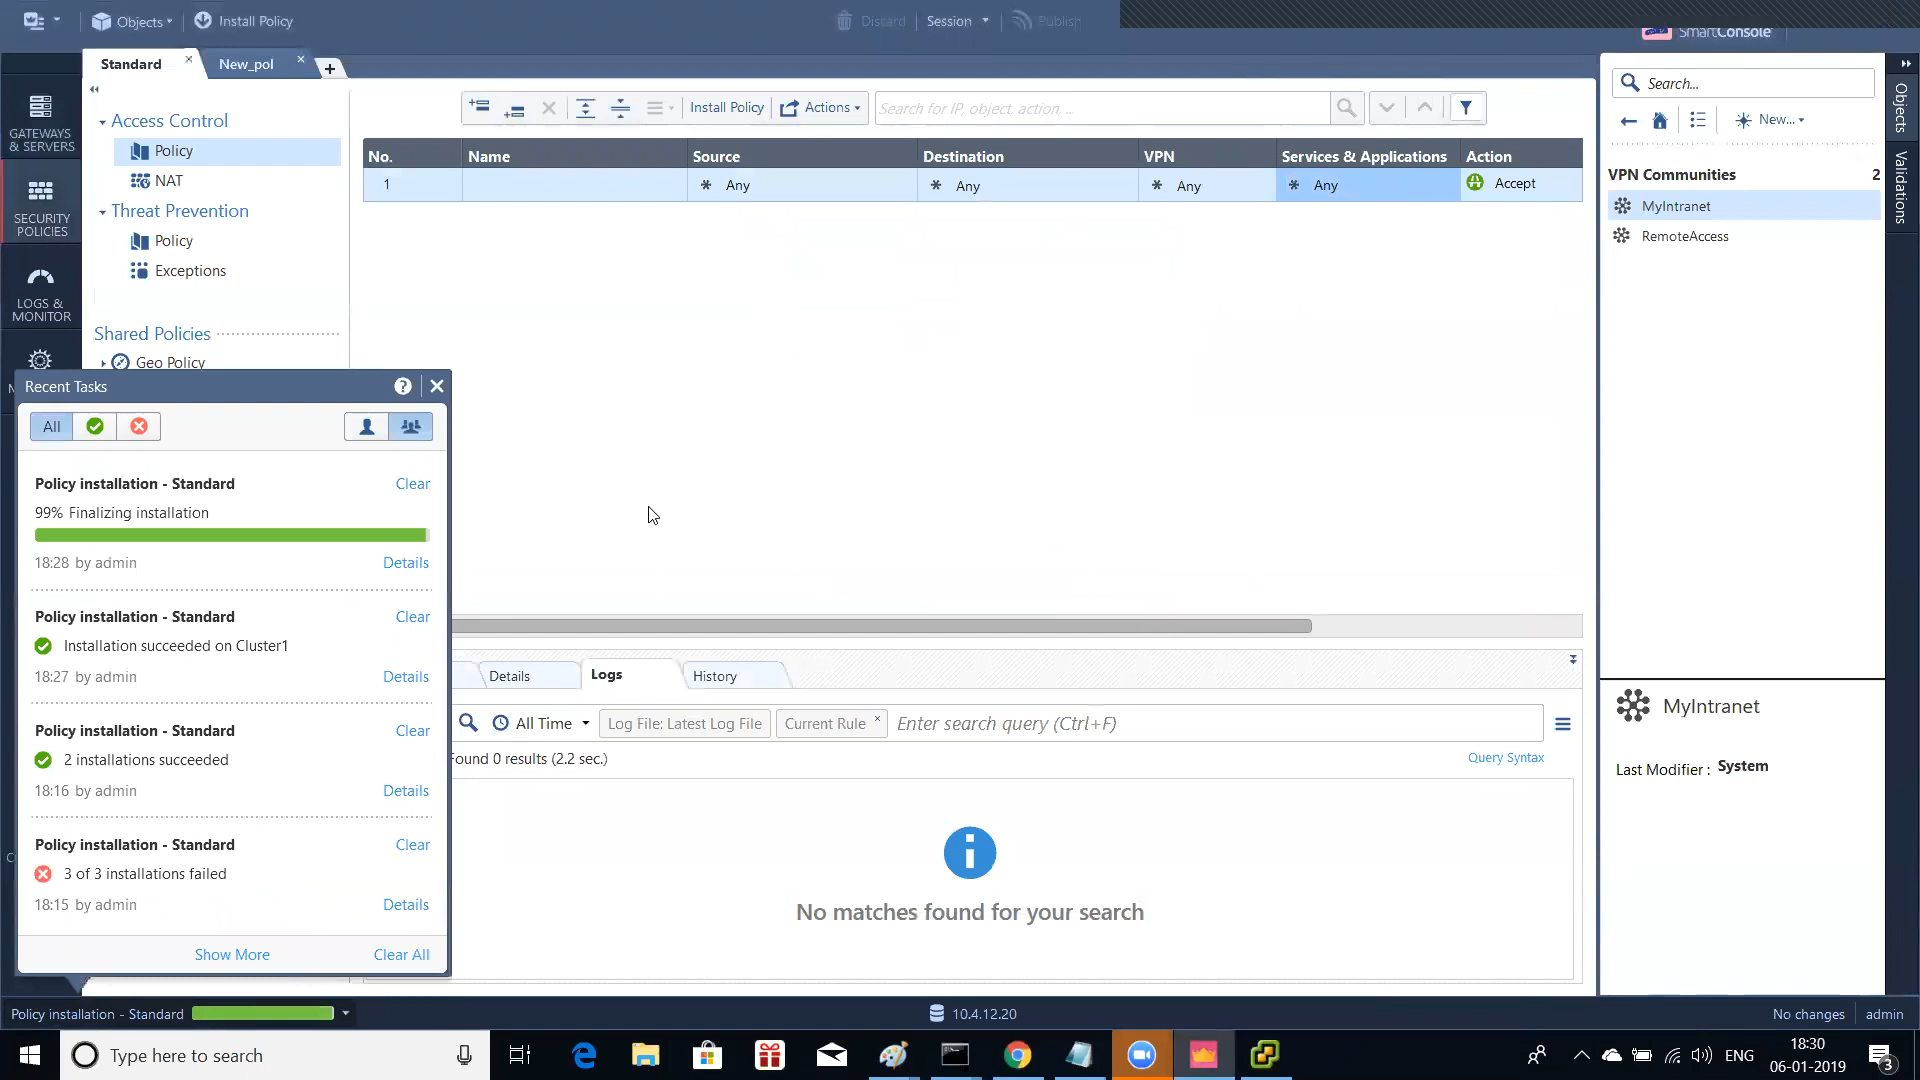 Objects
Install Policy
Discard
Session
Publish
SmartConsole
Standard
New_pol
GATEWAYS
& SERVERS
SECURITY
POLICIES
LOGS &
MONITOR
Access Control
Policy
NAT
Threat Prevention
Policy
Exceptions
Shared Policies
Geo Policy
Install Policy
Actions
Search for IP, object, action, ...
No. Name Source Destination VPN Services & Applications Action
1 * Any * Any * Any * Any Accept
Search...
New...
VPN Communities 2
MyIntranet
RemoteAccess
Objects
Validations
Recent Tasks
All
Policy installation - Standard Clear
99% Finalizing installation
18:28 by admin Details
Policy installation - Standard Clear
Installation succeeded on Cluster1
18:27 by admin Details
Policy installation - Standard Clear
2 installations succeeded
18:16 by admin Details
Policy installation - Standard Clear
3 of 3 installations failed
18:15 by admin Details
Show More Clear All
Details
Logs
History
All Time
Log File: Latest Log File
Current Rule
Enter search query (Ctrl+F)
ound 0 results (2.2 sec.)
Query Syntax
No matches found for your search
MyIntranet
Last Modifier : System
Policy installation - Standard
10.4.12.20
No changes
admin
Type here to search
ENG
18:30
06-01-2019
3